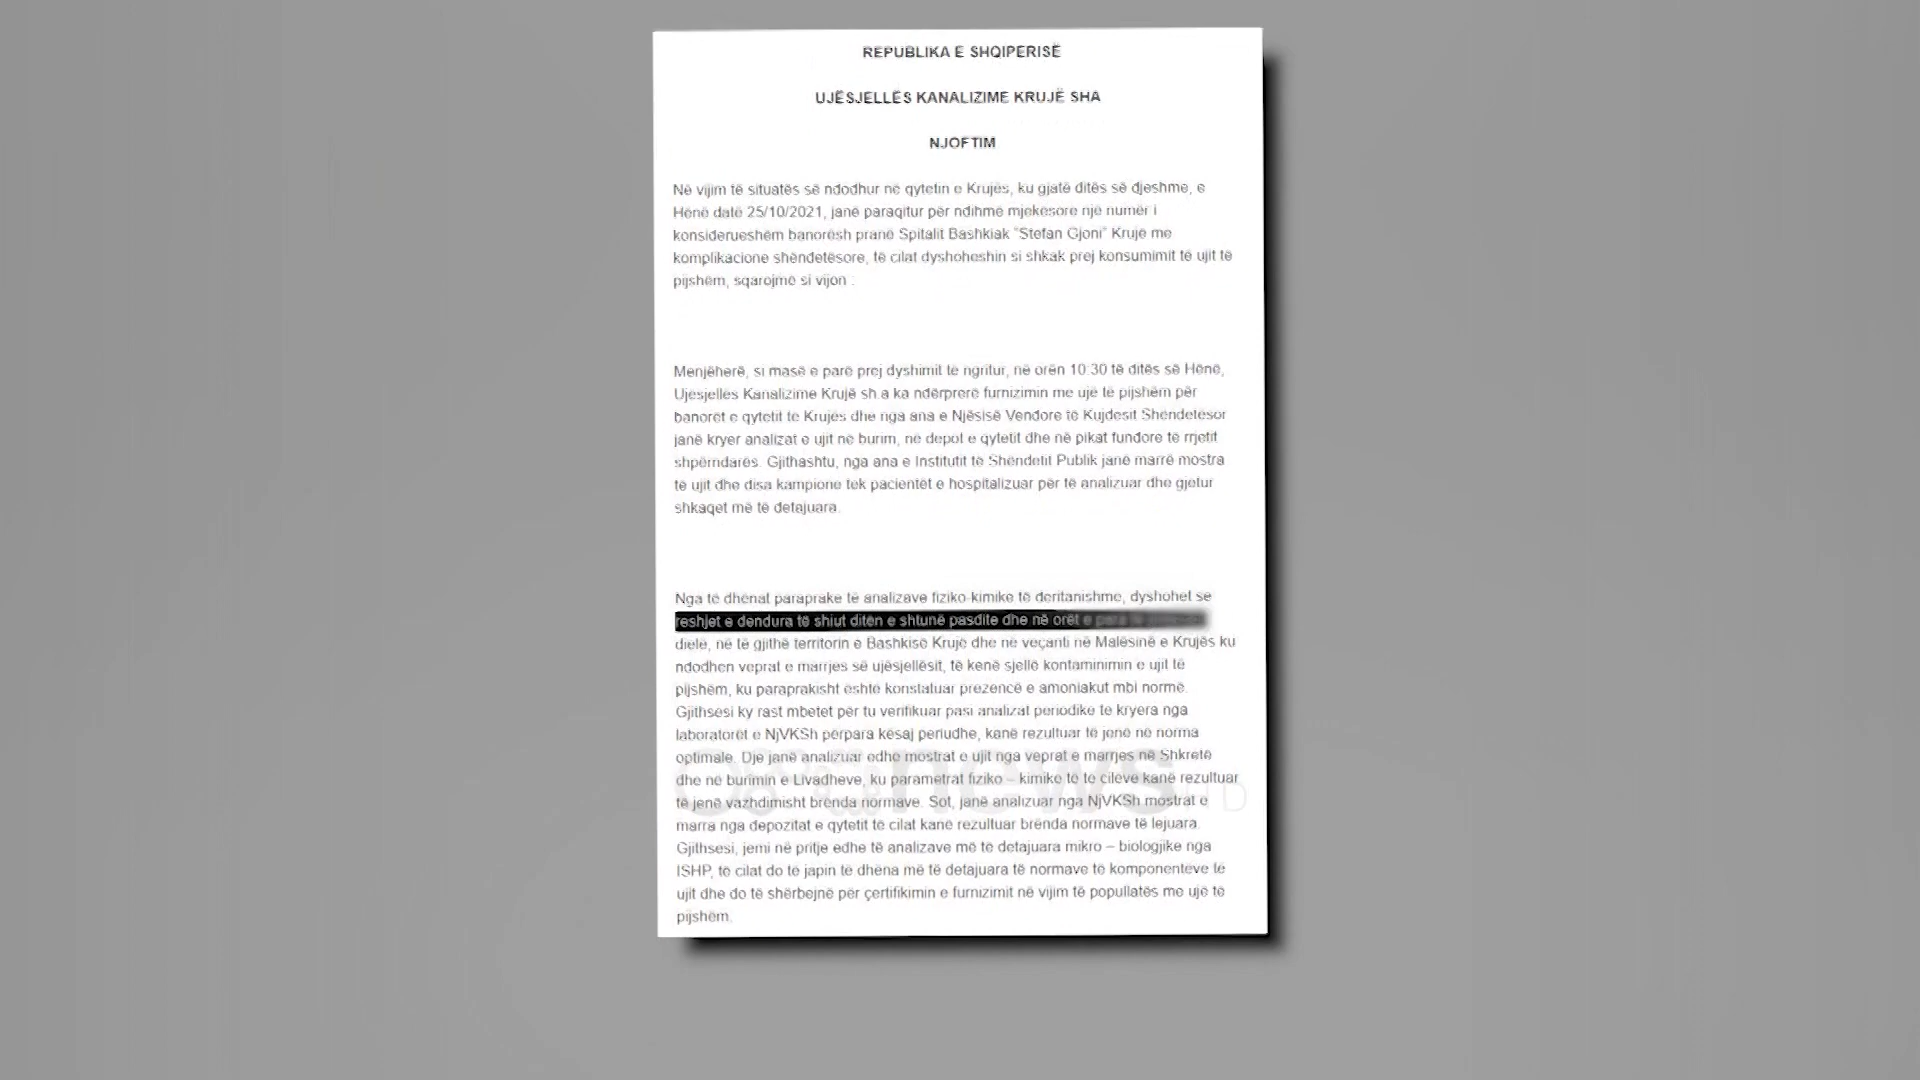 REPUBLIKA E SHQIPERISË
UJËSJELLËS KANALIZIME KRUJË SHA
NJOFTIM
Në vijim të situatës së ndodhur në qytetin e Krujës, ku gjatë ditës së djeshme, e
Hënë datë 25/10/2021, janë paraqitur për ndihmë mjekësore një numër i
konsiderueshëm banorësh pranë Spitalit Bashkiak "Stefan Gjoni" Krujë me
komplikacione shëndetësore, të cilat dyshoheshin si shkak prej konsumimit të ujit të
pijshëm, sqarojmë si vijon :
Menjëherë, si masë e parë prej dyshimit të ngritur, në orën 10:30 të ditës së Hënë,
Ujësjellës Kanalizime Krujë sh.a ka ndërprerë furnizimin me ujë të pijshëm për
banorët e qytetit të Krujës dhe nga ana e Njësisë Vendore të Kujdesit Shëndetësor
janë kryer analizat e ujit në burim, në depot e qytetit dhe në pikat fundore të rrjetit
shpërndarës. Gjithashtu, nga ana e Institutit të Shëndetit Publik janë marrë mostra
të ujit dhe disa kampione tek pacientët e hospitalizuar për të analizuar dhe gjetur
shkaqet më të detajuara.
Nga të dhënat paraprake të analizave fiziko-kimike të deritanishme, dyshohet se
reshjet e dendura të shiut ditën e shtunë pasdite dhe në orët e para të
dielë, në të gjithë territorin e Bashkisë Krujë dhe në veçanti në Malësinë e Krujës ku
ndodhen veprat e marrjes së ujësjellësit, të kenë sjellë kontaminimin e ujit të
pijshëm, ku paraprakisht është konstatuar prezencë e amoniakut mbi normë.
Gjithsesi ky rast mbetet për tu verifikuar pasi analizat periodike të kryera nga
laboratorët e NjVKSh përpara kësaj periudhe, kanë rezultuar të jenë në norma
optimale. Dje janë analizuar edhe mostrat e ujit nga veprat e marrjes në Shkretë
dhe në burimin e Livadheve, ku parametrat fiziko – kimike të të cilëve kanë rezultuar
të jenë vazhdimisht brënda normave. Sot, janë analizuar nga NjVKSh mostrat e
marra nga depozitat e qytetit të cilat kanë rezultuar brënda normave të lejuara.
Gjithsesi, jemi në pritje edhe të analizave më të detajuara mikro – biologjike nga
ISHP, të cilat do të japin të dhëna më të detajuara të normave të komponentëve të
ujit dhe do të shërbejnë për çertifikimin e furnizimit në vijim të popullatës me ujë të
pijshëm.
news HD